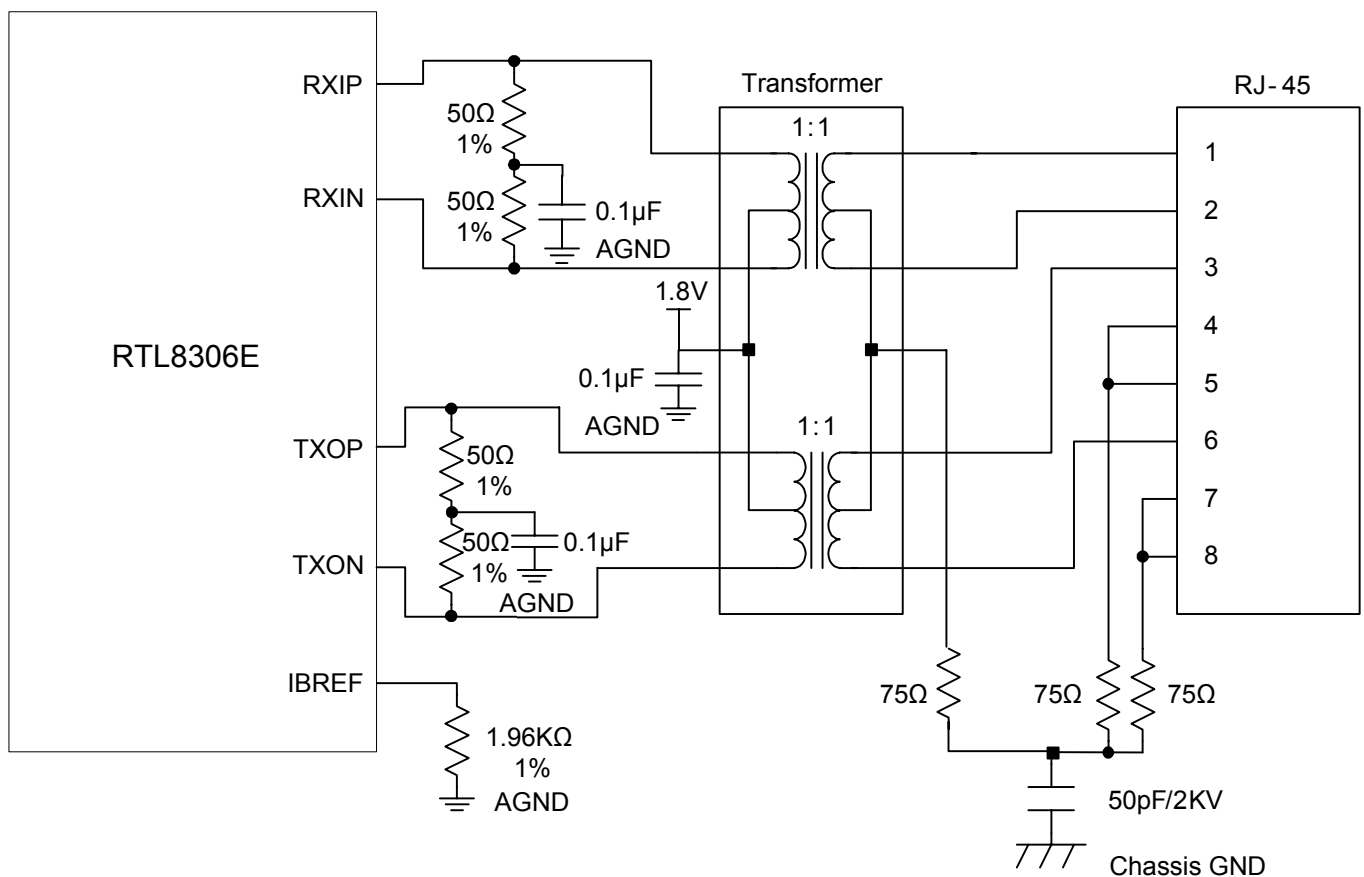 RTL8306E
RXIP
50Ω
1%
RXIN
50Ω
1%
0.1µF
AGND
1.8V
0.1µF
AGND
TXOP
50Ω
1%
TXON
50Ω
1%
0.1µF
AGND
IBREF
1.96KΩ
1%
AGND
Transformer
1:1
1:1
RJ-45
1
2
3
4
5
6
7
8
75Ω
75Ω
75Ω
50pF/2KV
Chassis GND